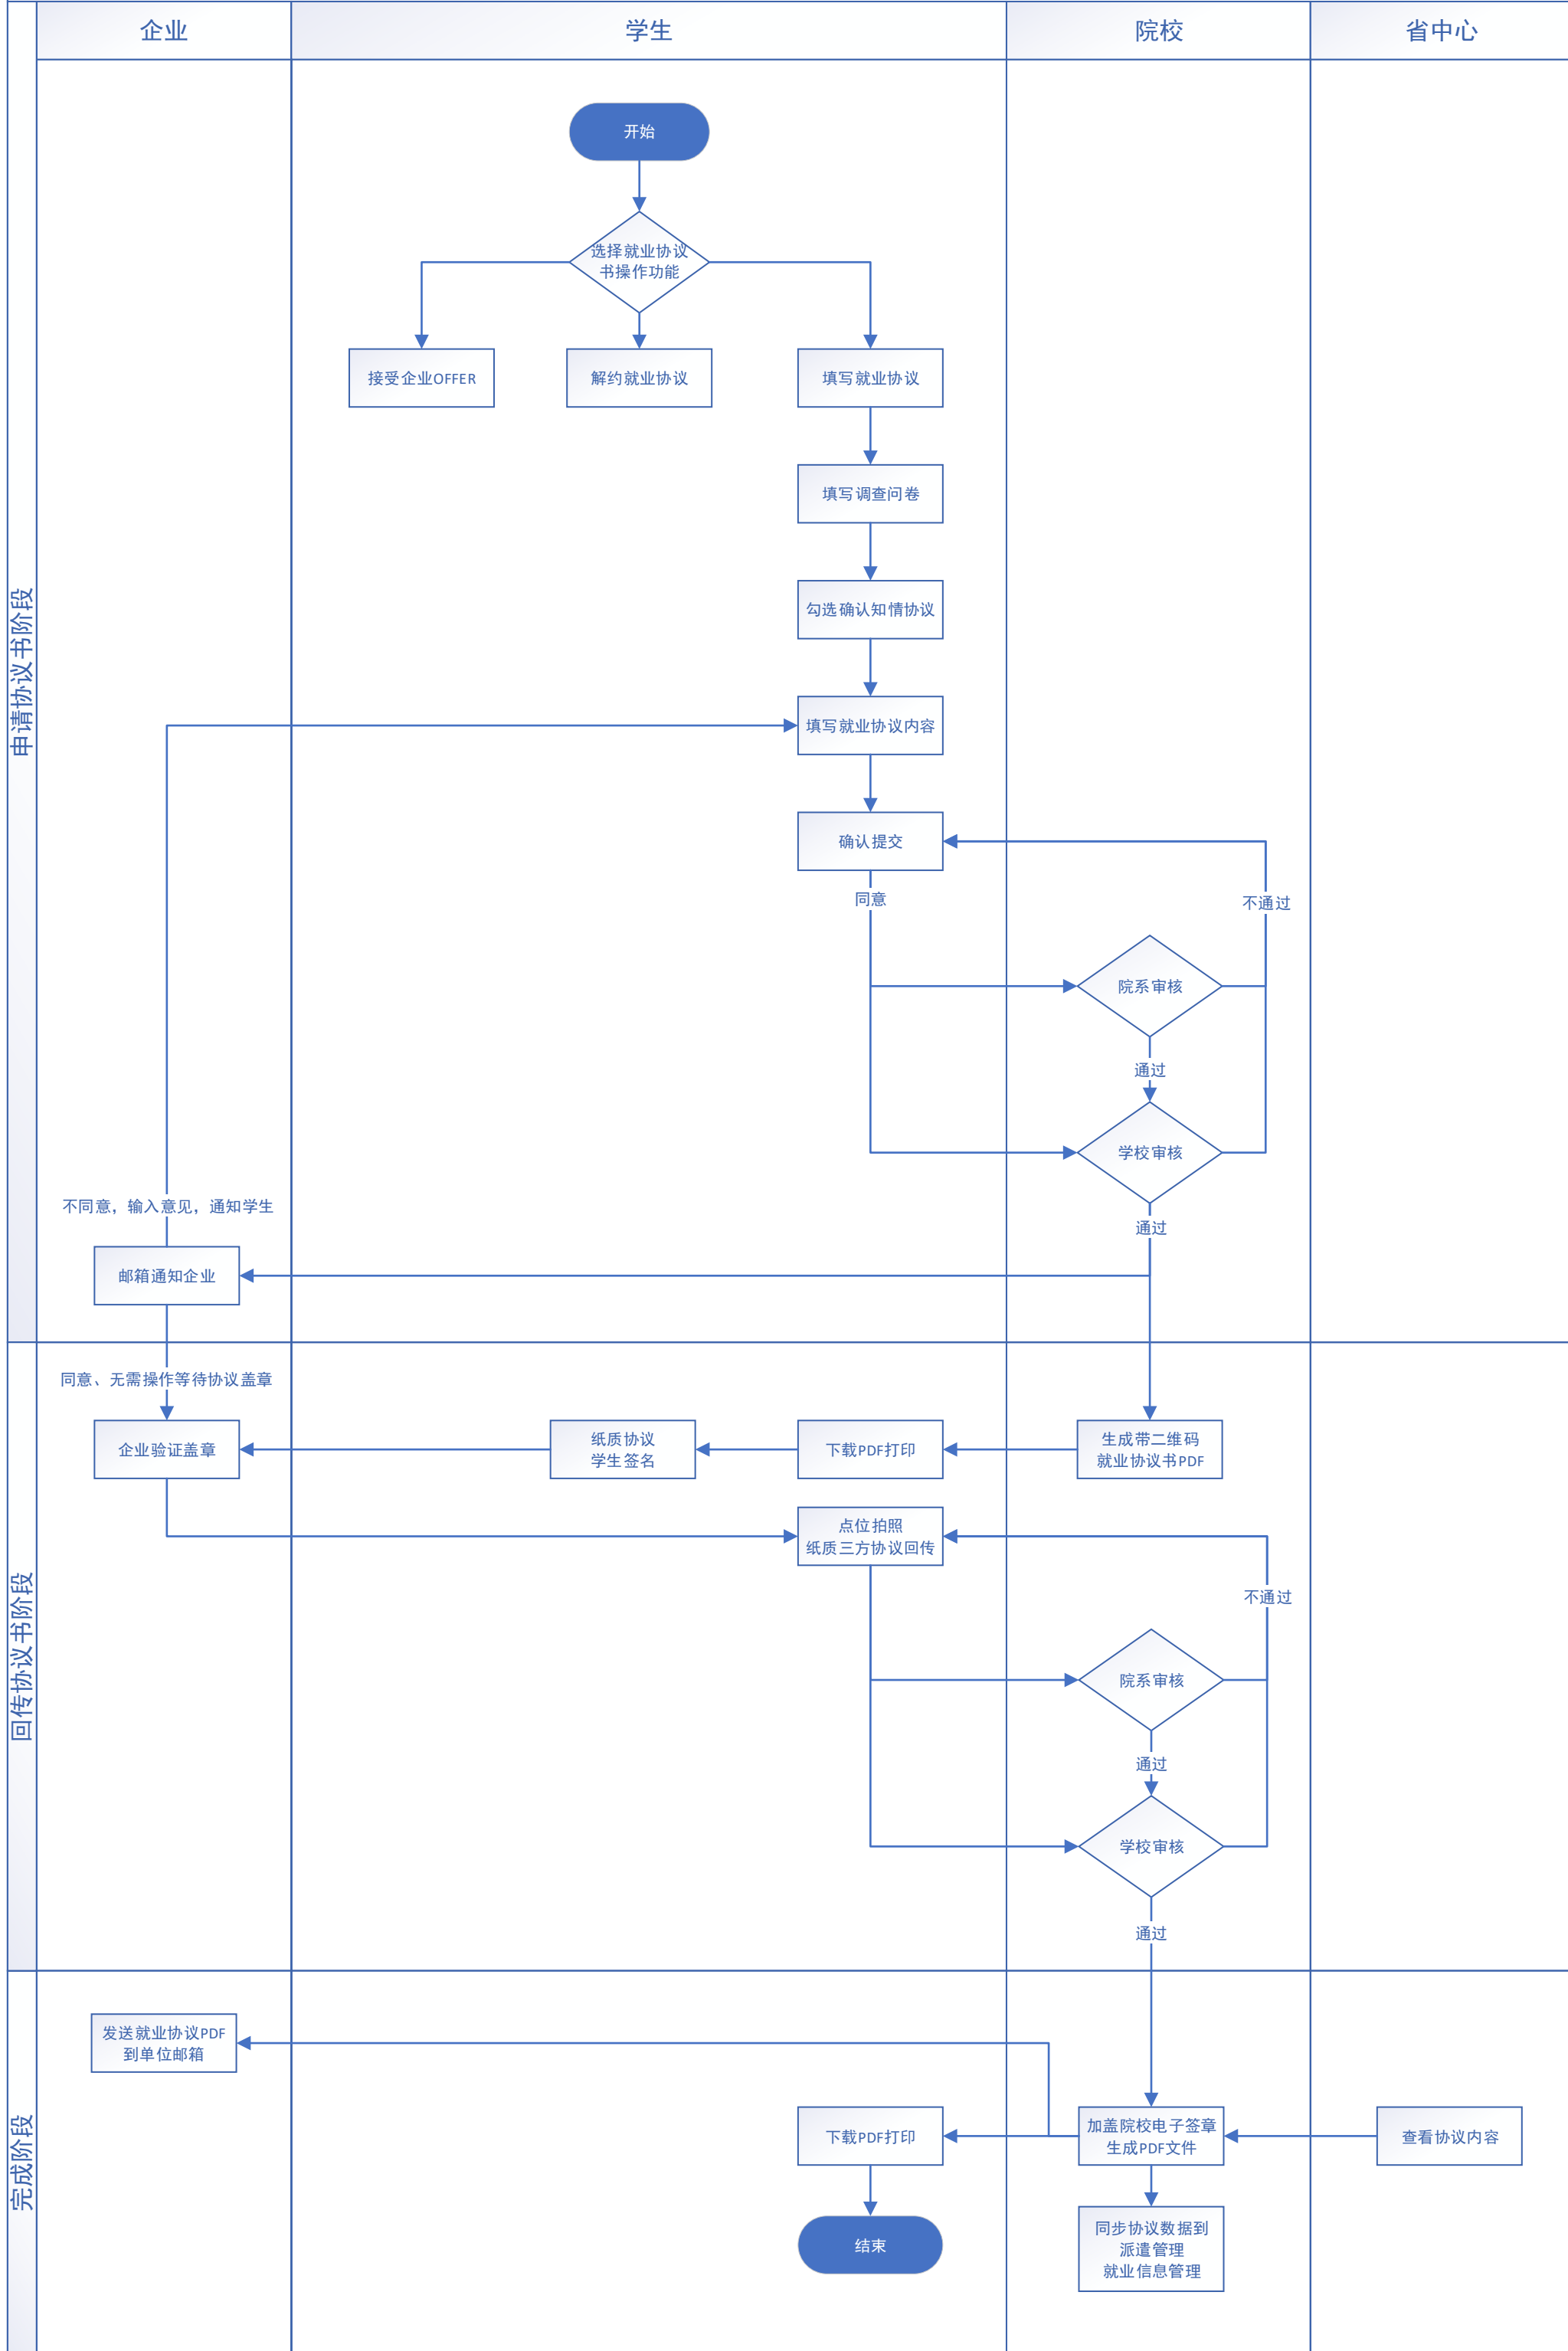 企业
学生
院校
省中心
申请协议书阶段
开始
选择就业协议
书操作功能
接受企业OFFER
解约就业协议
填写就业协议
填写调查问卷
勾选确认知情协议
填写就业协议内容
确认提交
同意
不通过
院系审核
通过
学校审核
不同意，输入意见，通知学生
通过
邮箱通知企业
回传协议书阶段
同意、无需操作等待协议盖章
企业验证盖章
纸质协议
学生签名
下载PDF打印
生成带二维码
就业协议书PDF
点位拍照
纸质三方协议回传
不通过
院系审核
通过
学校审核
通过
完成阶段
发送就业协议PDF
到单位邮箱
下载PDF打印
加盖院校电子签章
生成PDF文件
查看协议内容
结束
同步协议数据到
派遣管理
就业信息管理